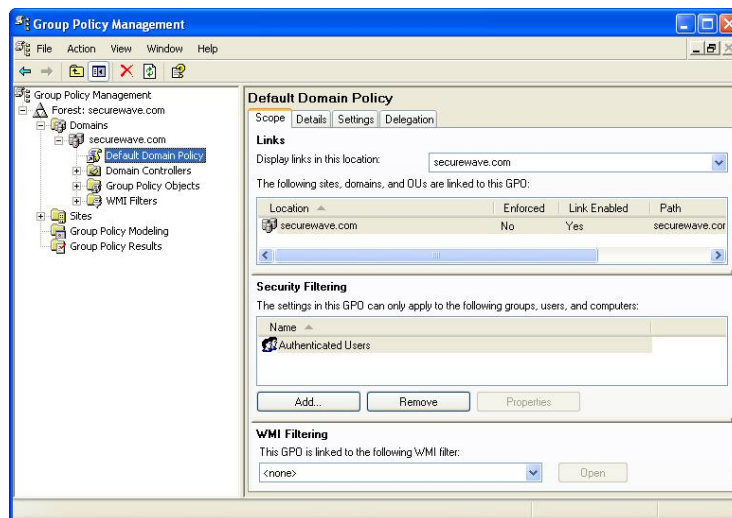 Group Policy Management
File Action View Window Help
Group Policy Management
Forest: securewave.com
Domains
securewave.com
Default Domain Policy
Domain Controllers
Group Policy Objects
WMI Filters
Sites
Group Policy Modeling
Group Policy Results
Default Domain Policy
Scope Details Settings Delegation
Links
Display links in this location: securewave.com
The following sites, domains, and OUs are linked to this GPO:
Location Enforced Link Enabled Path
securewave.com No Yes securewave.cor
Security Filtering
The settings in this GPO can only apply to the following groups, users, and computers:
Name
Authenticated Users
Add... Remove Properties
WMI Filtering
This GPO is linked to the following WMI filter:
<none> Open